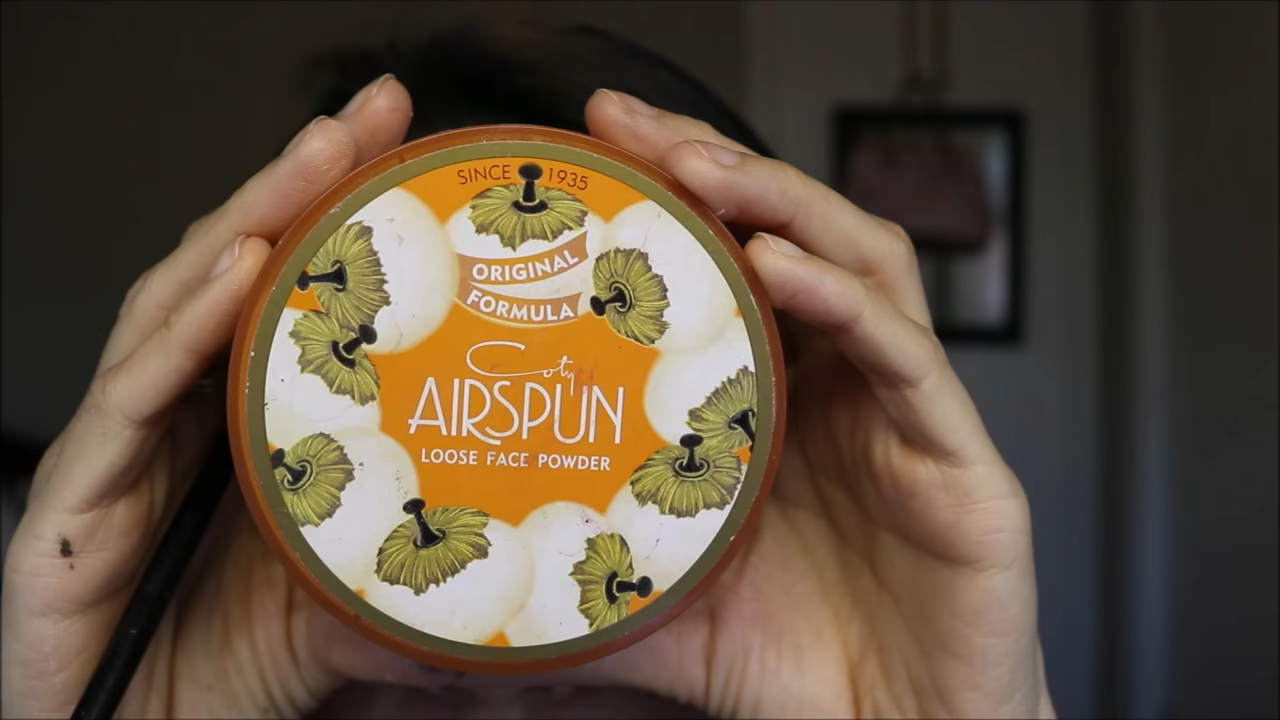 SINCE 1935
ORIGINAL
FORMULA
Coty
AIRSPUN
LOOSE FACE POWDER